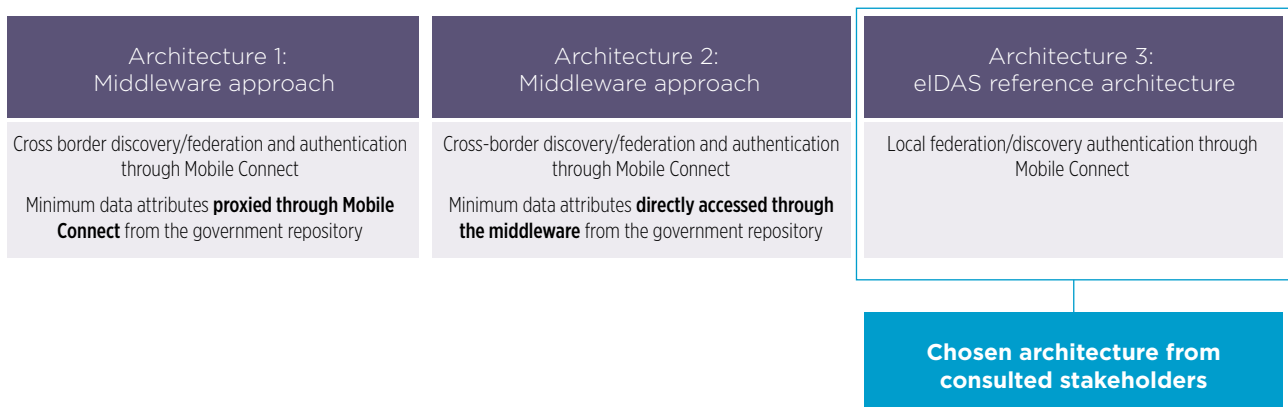 Architecture 1:
Middleware approach
Cross border discovery/federation and authentication
through Mobile Connect
Minimum data attributes proxied through Mobile
Connect from the government repository
Architecture 2:
Middleware approach
Cross-border discovery/federation and authentication
through Mobile Connect
Minimum data attributes directly accessed through
the middleware from the government repository
Architecture 3:
eIDAS reference architecture
Local federation/discovery authentication through
Mobile Connect
Chosen architecture from
consulted stakeholders